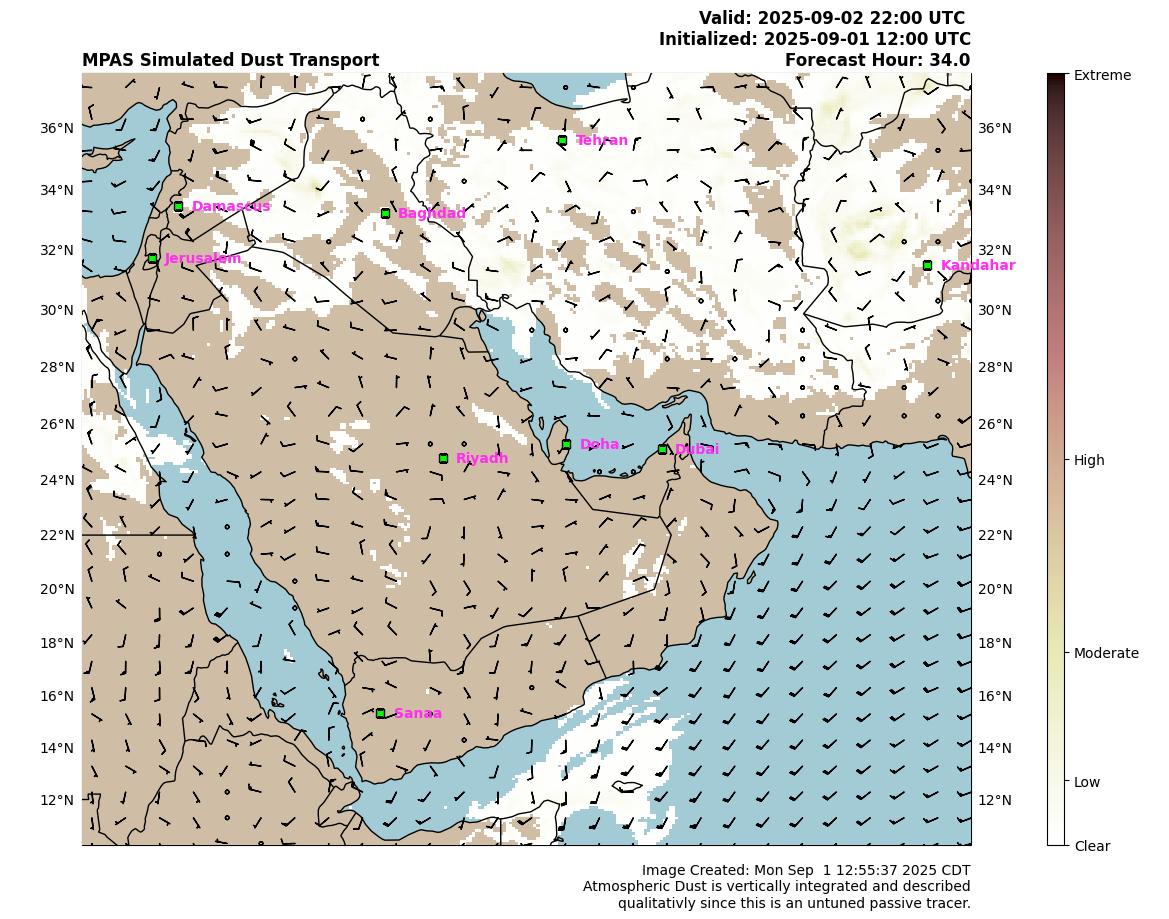 Valid: 2025-09-02 22:00 UTC
Initialized: 2025-09-01 12:00 UTC
MPAS Simulated Dust Transport Forecast Hour: 34.0
Extreme
36°N Tehran 36°N
34°N Damascus Baghdad 34°N
32°N Jerusalem Kandahar 32°N
30°N 30°N
28°N 28°N
26°N Doha Dubai 26°N
Riyadh High
24°N 24°N
22°N 22°N
20°N 20°N
18°N 18°N
Moderate
16°N Sanaa 16°N
14°N 14°N
Low
12°N 12°N
Clear
Image Created: Mon Sep  1 12:55:37 2025 CDT
Atmospheric Dust is vertically integrated and described
qualitativly since this is an untuned passive tracer.